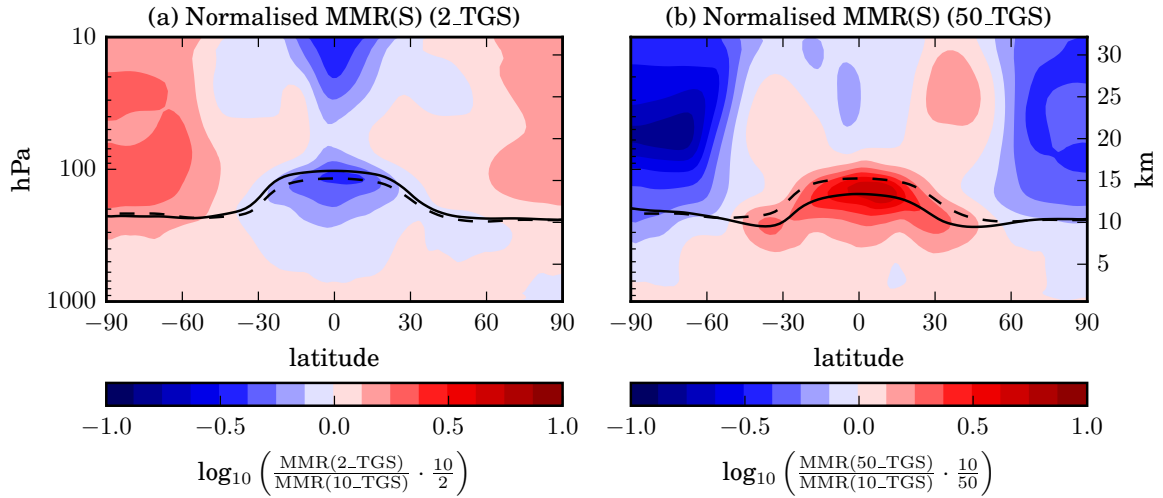 (a) Normalised MMR(S) (2_TGS)
(b) Normalised MMR(S) (50_TGS)
10
100
1000
hPa
−90 −60 −30 0 30 60 90
latitude
−90 −60 −30 0 30 60 90
latitude
30
25
20
15
10
5
km
−1.0 −0.5 0.0 0.5 1.0
log10 (MMR(2_TGS)/MMR(10_TGS) · 10/2)
−1.0 −0.5 0.0 0.5 1.0
log10 (MMR(50_TGS)/MMR(10_TGS) · 10/50)